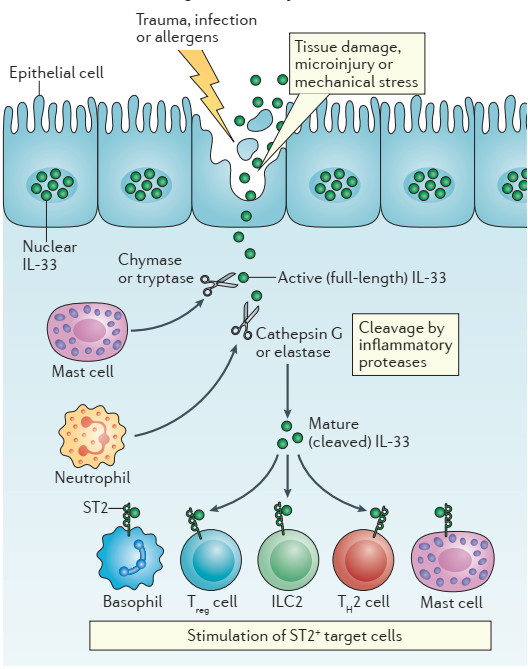 Trauma, infection
or allergens
Tissue damage,
microinjury or
mechanical stress
Epithelial cell
Nuclear
IL-33
Chymase
or tryptase
Active (full-length) IL-33
Mast cell
Cathepsin G
or elastase
Cleavage by
inflammatory
proteases
Neutrophil
Mature
(cleaved) IL-33
ST2
Basophil
Treg cell
ILC2
TH2 cell
Mast cell
Stimulation of ST2+ target cells